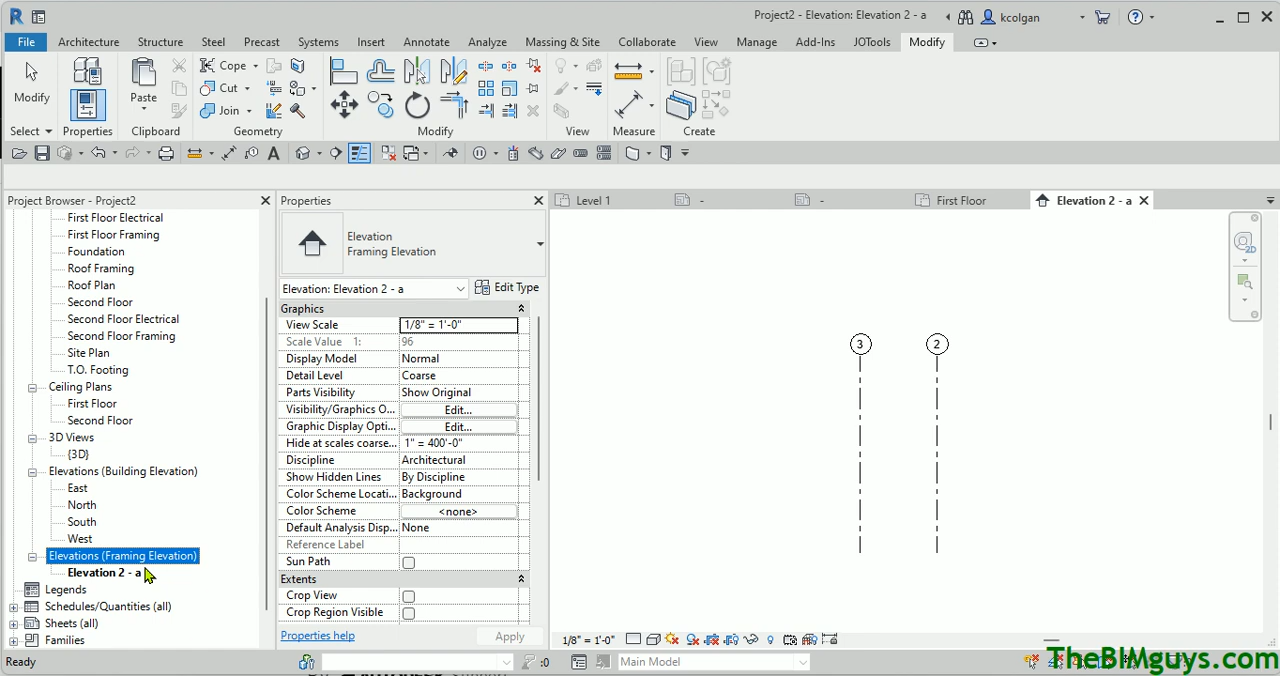 Project2 - Elevation: Elevation 2 - a
kcolgan
File Architecture Structure Steel Precast Systems Insert Annotate Analyze Massing & Site Collaborate View Manage Add-Ins JOTools Modify
Cope
Cut
Join
Modify
Paste
Select Properties Clipboard Geometry Modify View Measure Create
Project Browser - Project2
First Floor Electrical
First Floor Framing
Foundation
Roof Framing
Roof Plan
Second Floor
Second Floor Electrical
Second Floor Framing
Site Plan
T.O. Footing
Ceiling Plans
First Floor
Second Floor
3D Views
{3D}
Elevations (Building Elevation)
East
North
South
West
Elevations (Framing Elevation)
Elevation 2 - a
Legends
Schedules/Quantities (all)
Sheets (all)
Families
Properties
Elevation
Framing Elevation
Elevation: Elevation 2 - a Edit Type
Graphics
View Scale 1/8" = 1'-0"
Scale Value 1: 96
Display Model Normal
Detail Level Coarse
Parts Visibility Show Original
Visibility/Graphics O... Edit...
Graphic Display Opti... Edit...
Hide at scales coarse... 1" = 400'-0"
Discipline Architectural
Show Hidden Lines By Discipline
Color Scheme Locati... Background
Color Scheme <none>
Default Analysis Disp... None
Reference Label
Sun Path
Extents
Crop View
Crop Region Visible
Properties help Apply
Level 1 - - First Floor Elevation 2 - a
2D
3 2
1/8" = 1'-0"
Ready :0 Main Model
TheBIMguys.com